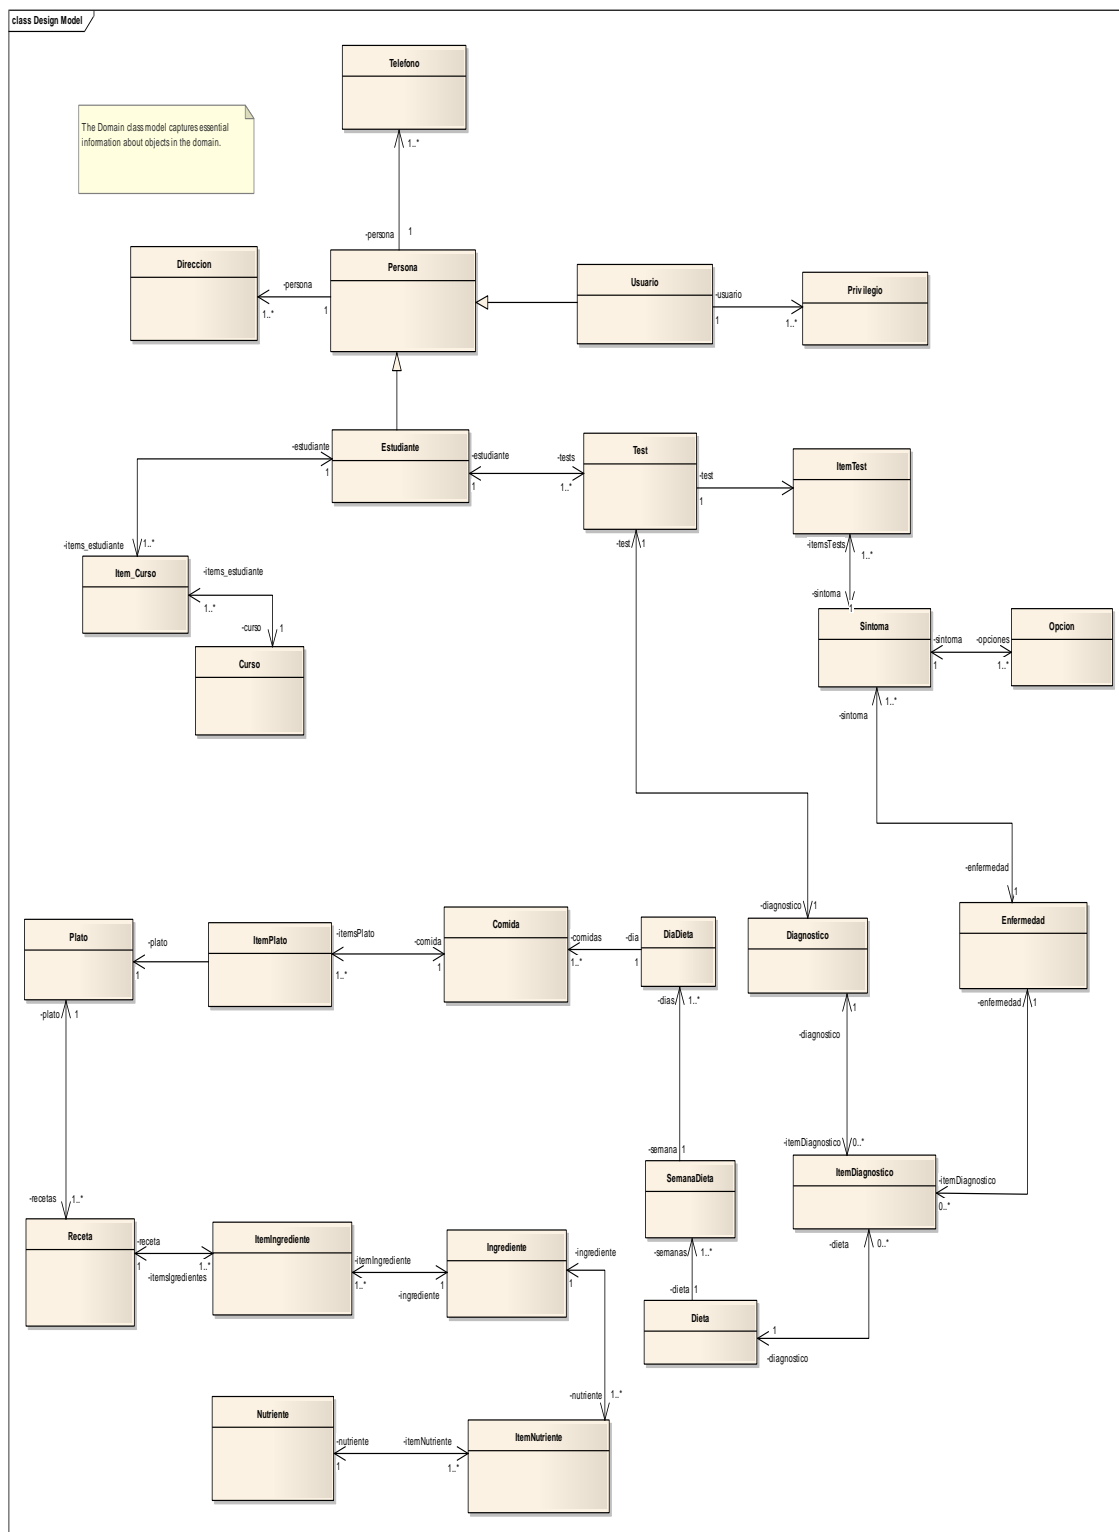 class Design Model
Telefono
The Domain class model captures essential
information about objects in the domain.
1..*
-persona
1
Direccion
-persona
1..*
1
Persona
Usuario
-usuario
1
1..*
Privilegio
-estudiante
1
Estudiante
-estudiante
1
-tests
1..*
Test
-test
1
ItemTest
-items_estudiante
1..*
-test
1
-itemsTests
1..*
Item_Curso
-items_estudiante
1..*
-sintoma
1
-curso
1
Sintoma
-sintoma
1
-opciones
1..*
Opcion
Curso
-sintoma
1..*
-enfermedad
1
-diagnostico
1
Plato
-plato
1
ItemPlato
-itemsPlato
1..*
-comida
1
Comida
-comidas
1..*
-dia
1
DiaDieta
Diagnostico
Enfermedad
-plato
1
-dias
1..*
1
-diagnostico
-enfermedad
1
-semana
1
-itemDiagnostico
0..*
SemanaDieta
ItemDiagnostico
-itemDiagnostico
0..*
-recetas
1..*
Receta
-receta
1
1..*
-itemsIgredientes
ItemIngrediente
-itemIngrediente
1..*
1
-ingrediente
Ingrediente
-ingrediente
1
-semanas
1..*
-dieta
0..*
-dieta
1
Dieta
1
-diagnostico
-nutriente
1..*
Nutriente
-nutriente
1
-itemNutriente
1..*
ItemNutriente